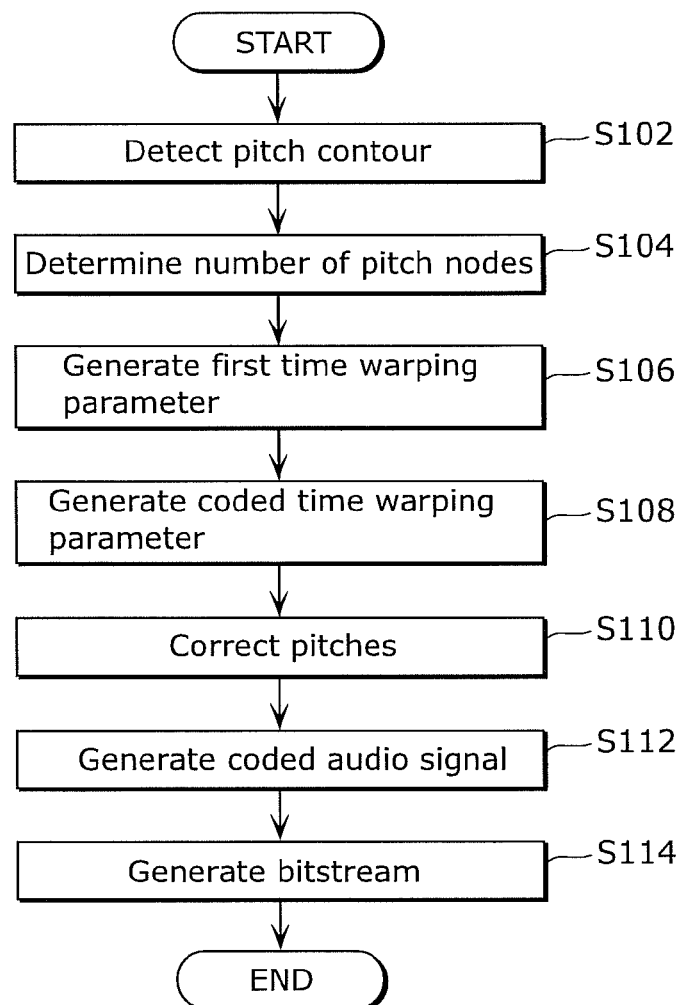 START
Detect pitch contour
S102
Determine number of pitch nodes
S104
Generate first time warping
parameter
S106
Generate coded time warping
parameter
S108
Correct pitches
S110
Generate coded audio signal
S112
Generate bitstream
S114
END